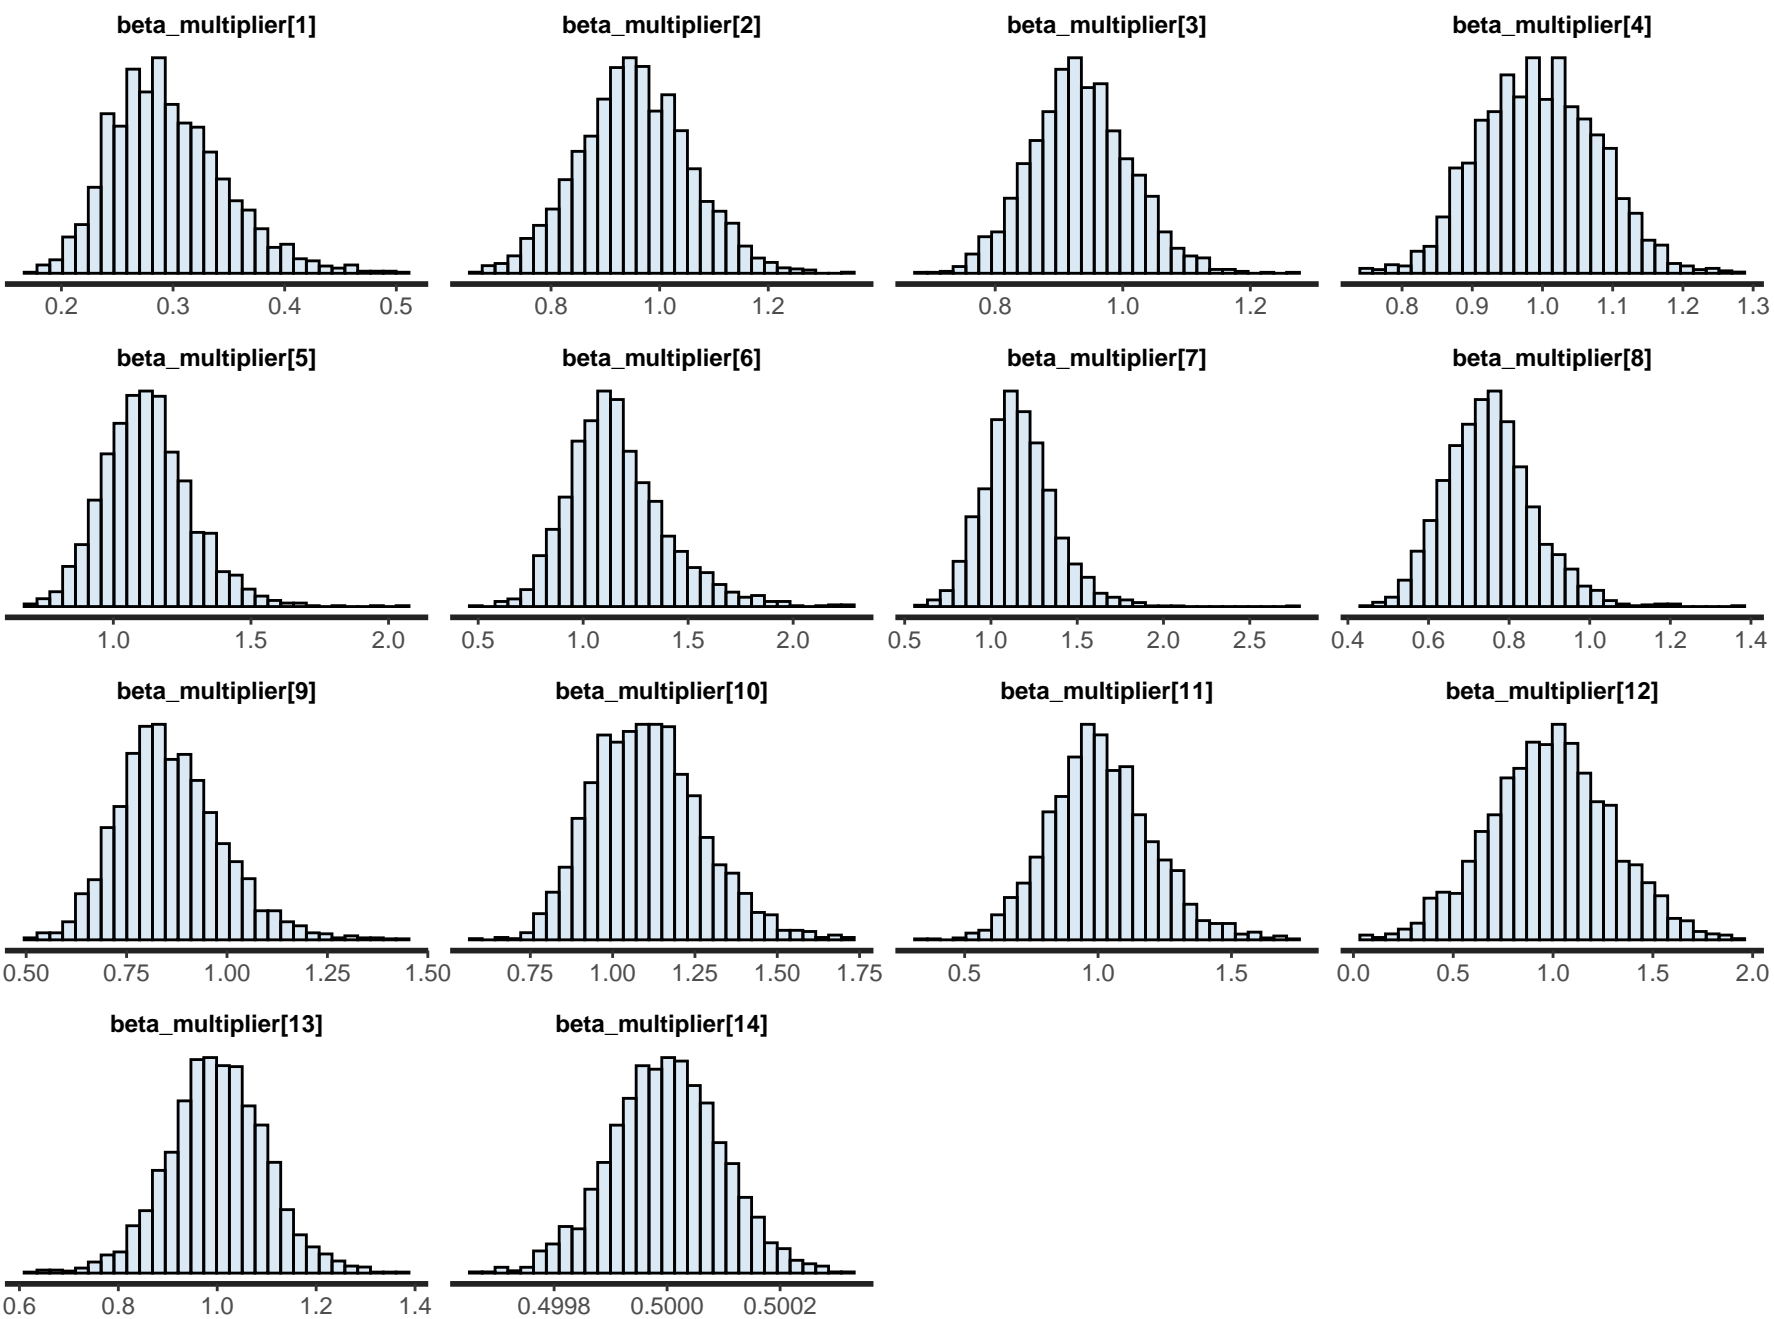 beta_multiplier[1] beta_multiplier[2] beta_multiplier[3] beta_multiplier[4]
0.2 0.3 0.4 0.5 0.8 1.0 1.2 0.8 1.0 1.2 0.8 0.9 1.0 1.1 1.2 1.3
beta_multiplier[5] beta_multiplier[6] beta_multiplier[7] beta_multiplier[8]
1.0 1.5 2.0 0.5 1.0 1.5 2.0 0.5 1.0 1.5 2.0 2.5 0.4 0.6 0.8 1.0 1.2 1.4
beta_multiplier[9] beta_multiplier[10] beta_multiplier[11] beta_multiplier[12]
0.50 0.75 1.00 1.25 1.50 0.75 1.00 1.25 1.50 1.75 0.5 1.0 1.5 0.0 0.5 1.0 1.5 2.0
beta_multiplier[13] beta_multiplier[14]
0.6 0.8 1.0 1.2 1.4 0.4998 0.5000 0.5002